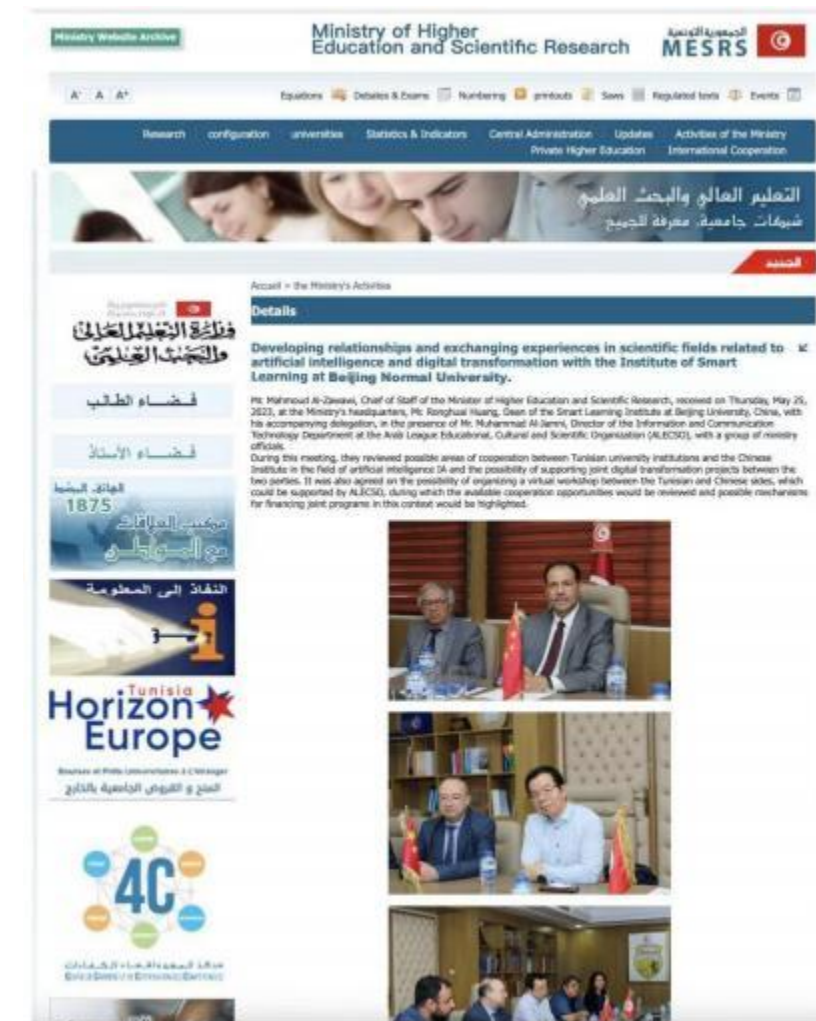 Ministry Website Archive
Ministry of Higher
Education and Scientific Research
الجمهورية التونسية
MESRS
A- A A+
Equations Debates & Exams Numbering printouts Saws Regulated texts Events
Research configuration universities Statistics & Indicators Central Administration Updates Activities of the Ministry
Private Higher Education International Cooperation
التعليم العالي والبحث العلمي
شبكات جامعية، معرفة للجميع
الجديد
Accueil > the Ministry's Activities
Details
وزارة التعليم العالي
والبحث العلمي
فضاء الطالب
فضاء الأستاذ
1875
مركب العلاقات
مع المواطن
النفاذ إلى المعلومة
Tunisia
Horizon
Europe
المنح و القروض الجامعية بالخارج
4C
Developing relationships and exchanging experiences in scientific fields related to
artificial intelligence and digital transformation with the Institute of Smart
Learning at Beijing Normal University.
Mr. Mahmoud Al-Zawawi, Chief of Staff of the Minister of Higher Education and Scientific Research, received on Thursday, May 25,
2023, at the Ministry's headquarters, Mr. Ronghuai Huang, Dean of the Smart Learning Institute at Beijing University, China, with
his accompanying delegation, in the presence of Mr. Muhammad Al-Jamni, Director of the Information and Communication
Technology Department at the Arab League Educational, Cultural and Scientific Organization (ALECSO), with a group of ministry
officials.
During this meeting, they reviewed possible areas of cooperation between Tunisian university institutions and the Chinese
Institute in the field of artificial intelligence IA and the possibility of supporting joint digital transformation projects between the
two parties. It was also agreed on the possibility of organizing a virtual workshop between the Tunisian and Chinese sides, which
could be supported by ALECSO, during which the available cooperation opportunities would be reviewed and possible mechanisms
for financing joint programs in this context would be highlighted.